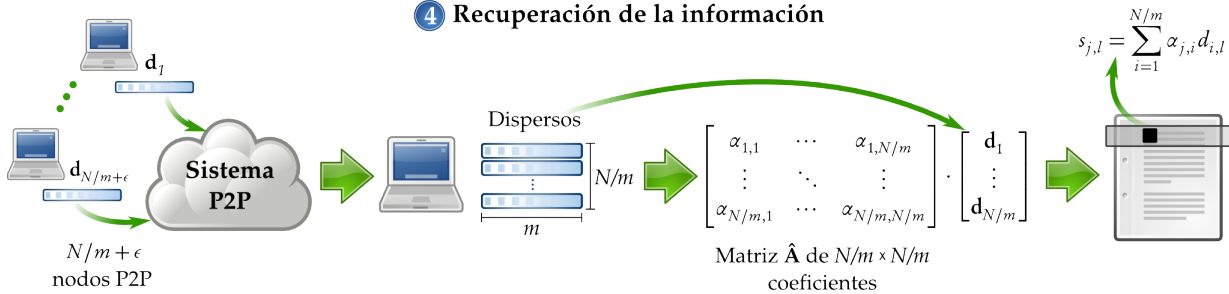 4 Recuperación de la información
d_1
d_{N/m+ϵ}
Sistema
P2P
N/m + ϵ
nodos P2P
Dispersos
N/m
m
α_{1,1} ⋯ α_{1,N/m}
⋮ ⋱ ⋮
α_{N/m,1} ⋯ α_{N/m,N/m}
·
d_1
⋮
d_{N/m}
Matriz Â de N/m x N/m
coeficientes
s_{j,l} = ∑_{i=1}^{N/m} α_{j,i} d_{i,l}